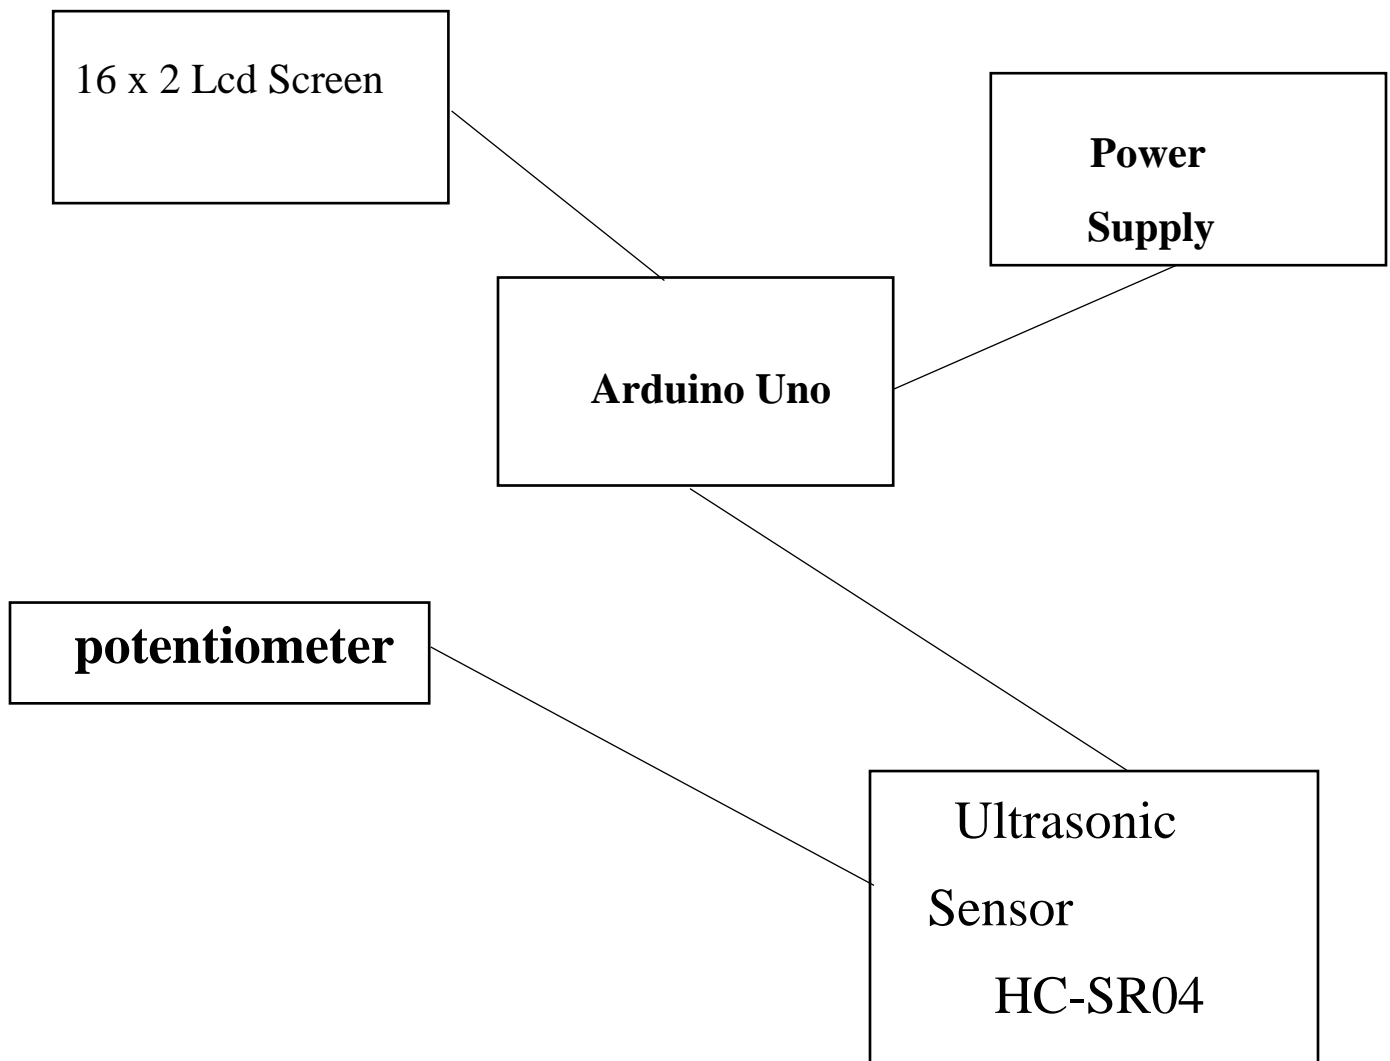 16 x 2 Lcd Screen
Power
Supply
Arduino Uno
potentiometer
Ultrasonic
Sensor
HC-SR04